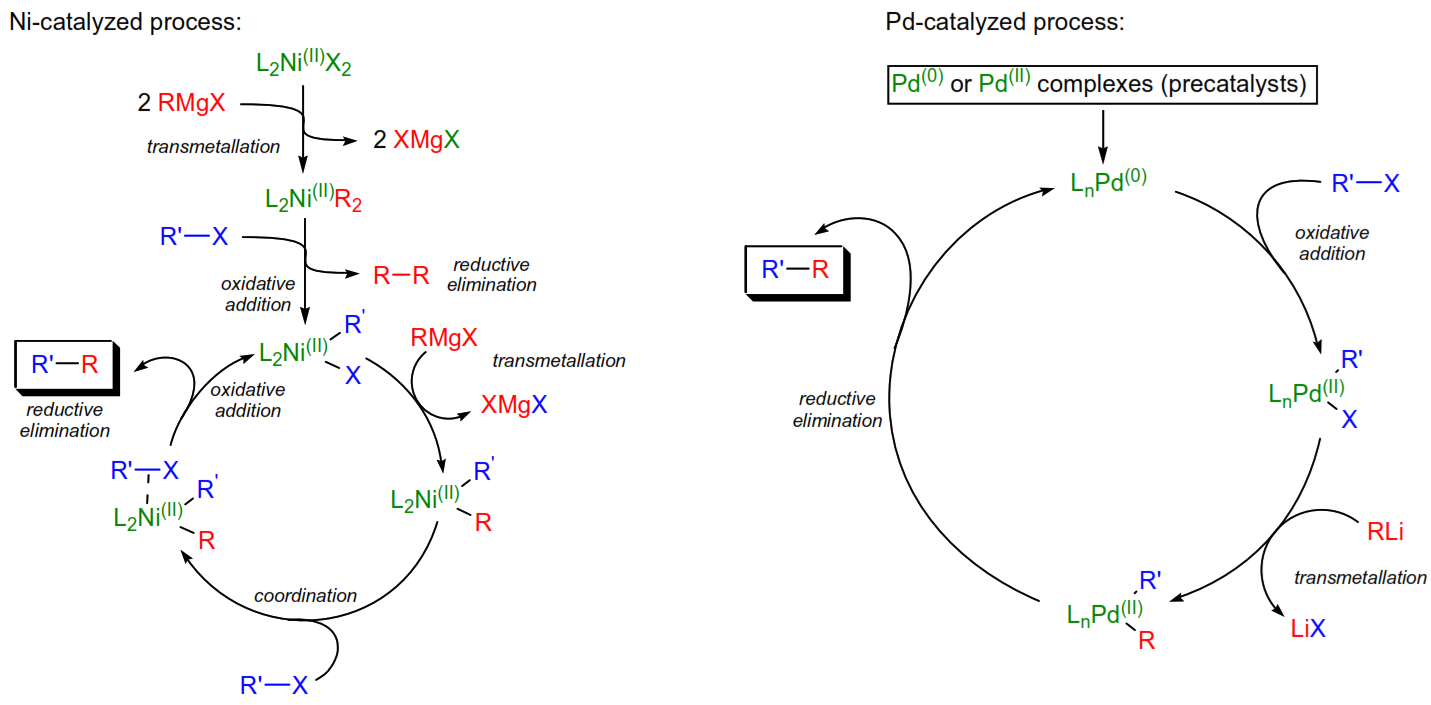 Ni-catalyzed process:
L₂Ni⁽ᴵᴵ⁾X₂
2 RMgX
transmetallation
2 XMgX
L₂Ni⁽ᴵᴵ⁾R₂
R'—X
oxidative
addition
R—R
reductive
elimination
L₂Ni⁽ᴵᴵ⁾
R'
X
RMgX
transmetallation
XMgX
R'—R
reductive
elimination
oxidative
addition
R'—X
L₂Ni⁽ᴵᴵ⁾
R'
R
L₂Ni⁽ᴵᴵ⁾
R'
R
coordination
R'—X
Pd-catalyzed process:
Pd⁽⁰⁾ or Pd⁽ᴵᴵ⁾ complexes (precatalysts)
LₙPd⁽⁰⁾
R'—X
oxidative
addition
R'—R
LₙPd⁽ᴵᴵ⁾
R'
X
reductive
elimination
RLi
transmetallation
LiX
LₙPd⁽ᴵᴵ⁾
R'
R